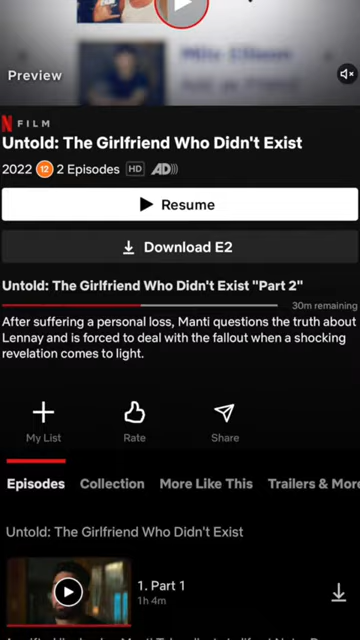 Preview
N FILM
Untold: The Girlfriend Who Didn't Exist
2022 12 2 Episodes HD AD
Resume
Download E2
Untold: The Girlfriend Who Didn't Exist "Part 2"
30m remaining
After suffering a personal loss, Manti questions the truth about
Lennay and is forced to deal with the fallout when a shocking
revelation comes to light.
My List
Rate
Share
Episodes Collection More Like This Trailers & More
Untold: The Girlfriend Who Didn't Exist
1. Part 1
1h 4m